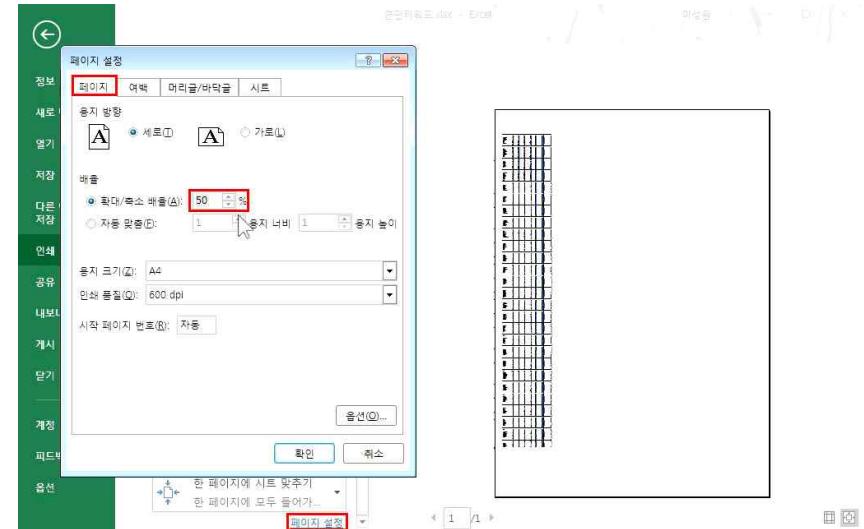 페이지 설정
페이지 여백 머리글/바닥글 시트
용지 방향
A 세로(T) A 가로(L)
배율
확대/축소 배율(A): 50 %
자동 맞춤(F): 1 용지 너비 1 용지 높이
용지 크기(Z): A4
인쇄 품질(Q): 600 dpi
시작 페이지 번호(R): 자동
옵션(O)...
확인 취소
정보
새로
열기
저장
다른
저장
인쇄
공유
게시
닫기
계정
옵션
한 페이지에 시트 맞추기
한 페이지에 모두 들어가...
페이지 설정
1 /1